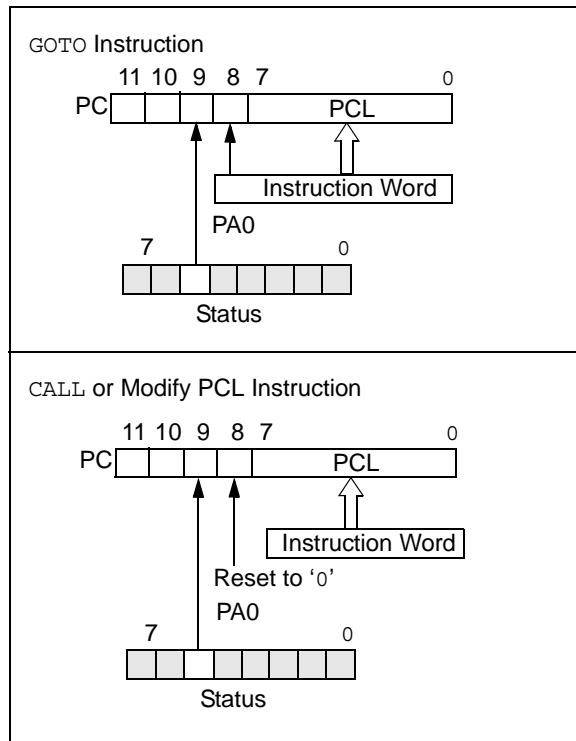 GOTO Instruction
11 10 9 8 7 0
PC PCL
Instruction Word
PA0
7 0
Status
CALL or Modify PCL Instruction
11 10 9 8 7 0
PC PCL
Instruction Word
Reset to ‘0’
PA0
7 0
Status